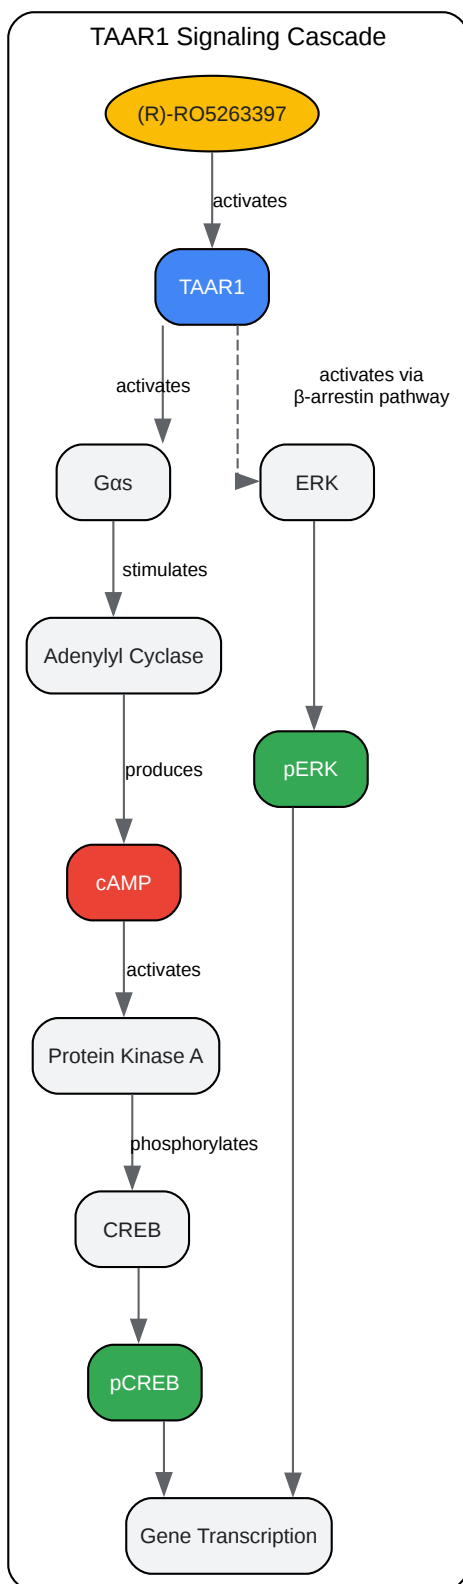 TAAR1 Signaling Cascade
(R)-RO5263397
activates
TAAR1
activates
activates via
β-arrestin pathway
Gαs
ERK
stimulates
Adenylyl Cyclase
produces
pERK
cAMP
activates
Protein Kinase A
phosphorylates
CREB
pCREB
Gene Transcription